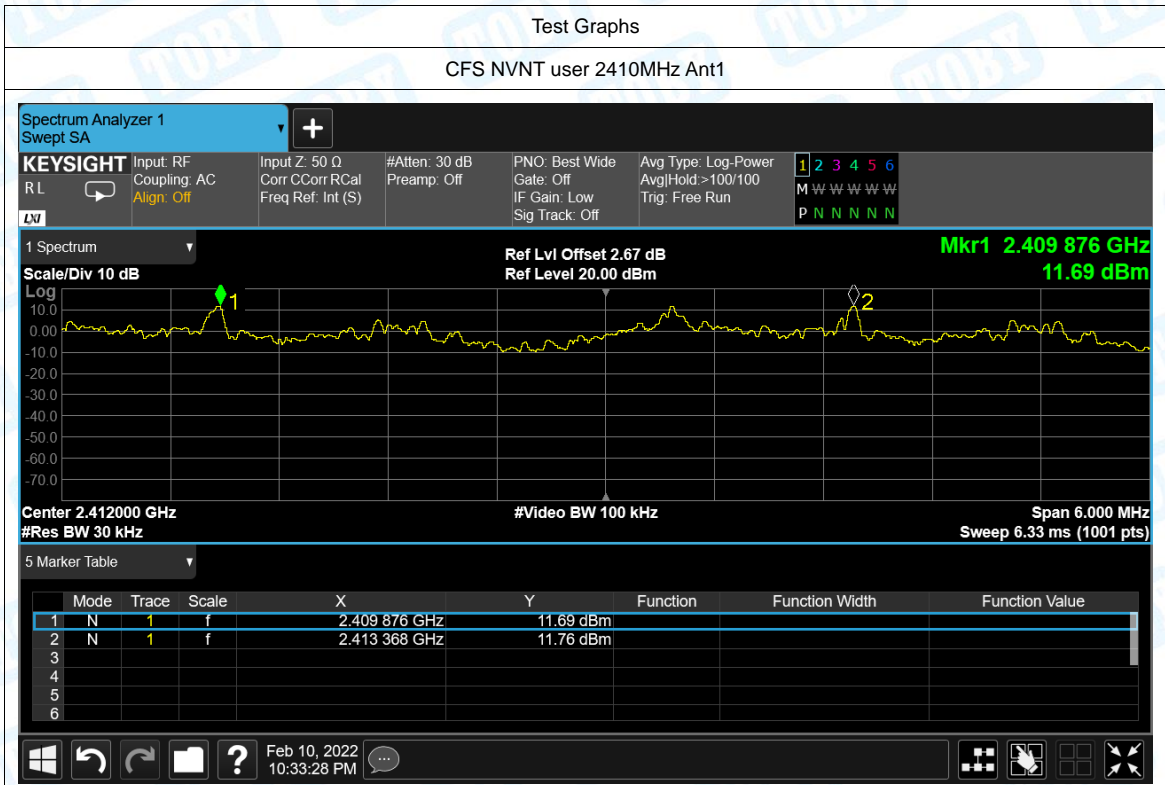 Test Graphs
CFS NVNT user 2410MHz Ant1
Spectrum Analyzer 1
Swept SA
+
KEYSIGHT Input: RF Input Z: 50 Ω #Atten: 30 dB PNO: Best Wide Avg Type: Log-Power 1 2 3 4 5 6
R L Coupling: AC Corr CCorr RCal Preamp: Off Gate: Off Avg|Hold:>100/100 M W W W W W
Align: Off Freq Ref: Int (S) IF Gain: Low Trig: Free Run
LXI Sig Track: Off P N N N N N
1 Spectrum Ref Lvl Offset 2.67 dB Mkr1 2.409 876 GHz
Scale/Div 10 dB Ref Level 20.00 dBm 11.69 dBm
Log
1 2
10.0
0.00
-10.0
-20.0
-30.0
-40.0
-50.0
-60.0
-70.0
Center 2.412000 GHz #Video BW 100 kHz Span 6.000 MHz
#Res BW 30 kHz Sweep 6.33 ms (1001 pts)
5 Marker Table
Mode Trace Scale X Y Function Function Width Function Value
1 N 1 f 2.409 876 GHz 11.69 dBm
2 N 1 f 2.413 368 GHz 11.76 dBm
3
4
5
6
? Feb 10, 2022
10:33:28 PM
TOBY